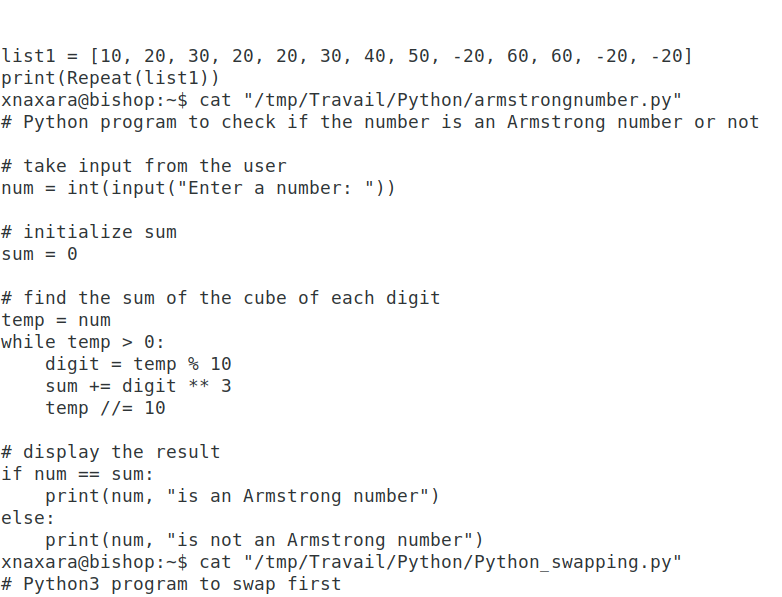 list1 = [10, 20, 30, 20, 20, 30, 40, 50, -20, 60, 60, -20, -20]
print(Repeat(list1))
xnaxara@bishop:~$ cat "/tmp/Travail/Python/armstrongnumber.py"
# Python program to check if the number is an Armstrong number or not

# take input from the user
num = int(input("Enter a number: "))

# initialize sum
sum = 0

# find the sum of the cube of each digit
temp = num
while temp > 0:
    digit = temp % 10
    sum += digit ** 3
    temp //= 10

# display the result
if num == sum:
    print(num, "is an Armstrong number")
else:
    print(num, "is not an Armstrong number")
xnaxara@bishop:~$ cat "/tmp/Travail/Python/Python_swapping.py"
# Python3 program to swap first